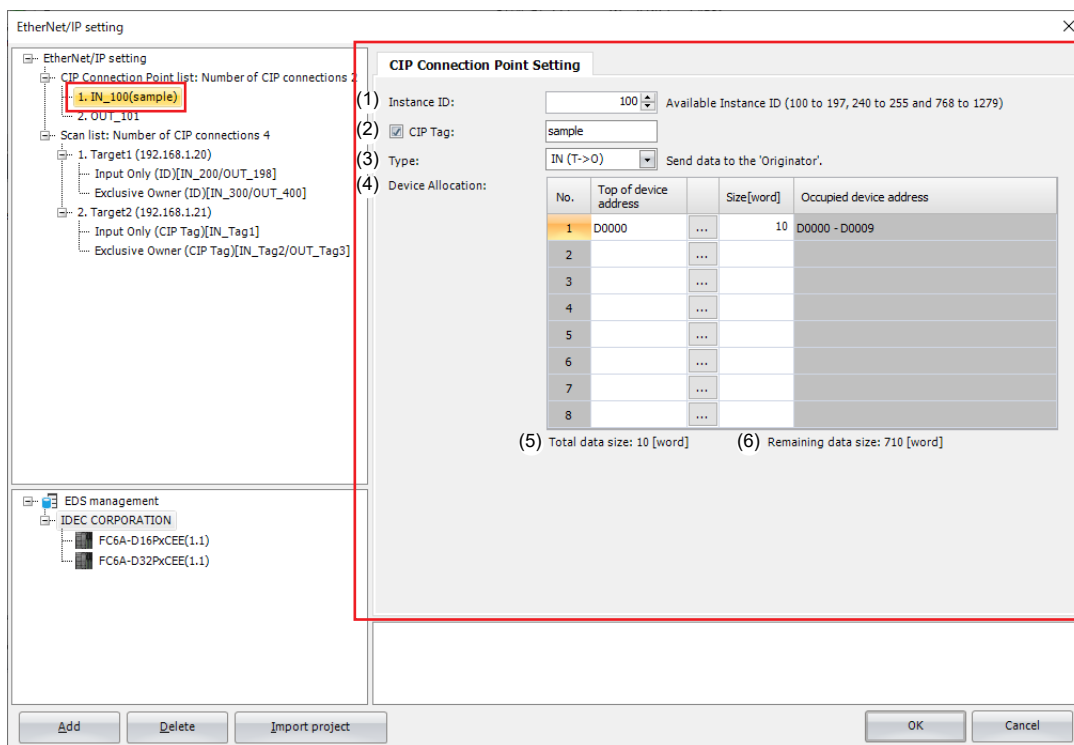 EtherNet/IP setting
EtherNet/IP setting
CIP Connection Point list: Number of CIP connections 2
1. IN_100(sample)
2. OUT_101
Scan list: Number of CIP connections 4
1. Target1 (192.168.1.20)
Input Only (ID)[IN_200/OUT_198]
Exclusive Owner (ID)[IN_300/OUT_400]
2. Target2 (192.168.1.21)
Input Only (CIP Tag)[IN_Tag1]
Exclusive Owner (CIP Tag)[IN_Tag2/OUT_Tag3]
EDS management
IDEC CORPORATION
FC6A-D16PxCEE(1.1)
FC6A-D32PxCEE(1.1)
CIP Connection Point Setting
(1) Instance ID: 100 Available Instance ID (100 to 197, 240 to 255 and 768 to 1279)
(2) CIP Tag: sample
(3) Type: IN (T->O) Send data to the 'Originator'.
(4) Device Allocation:
No. Top of device address Size[word] Occupied device address
1 D0000 ... 10 D0000 - D0009
2 ...
3 ...
4 ...
5 ...
6 ...
7 ...
8 ...
(5) Total data size: 10 [word] (6) Remaining data size: 710 [word]
Add Delete Import project OK Cancel